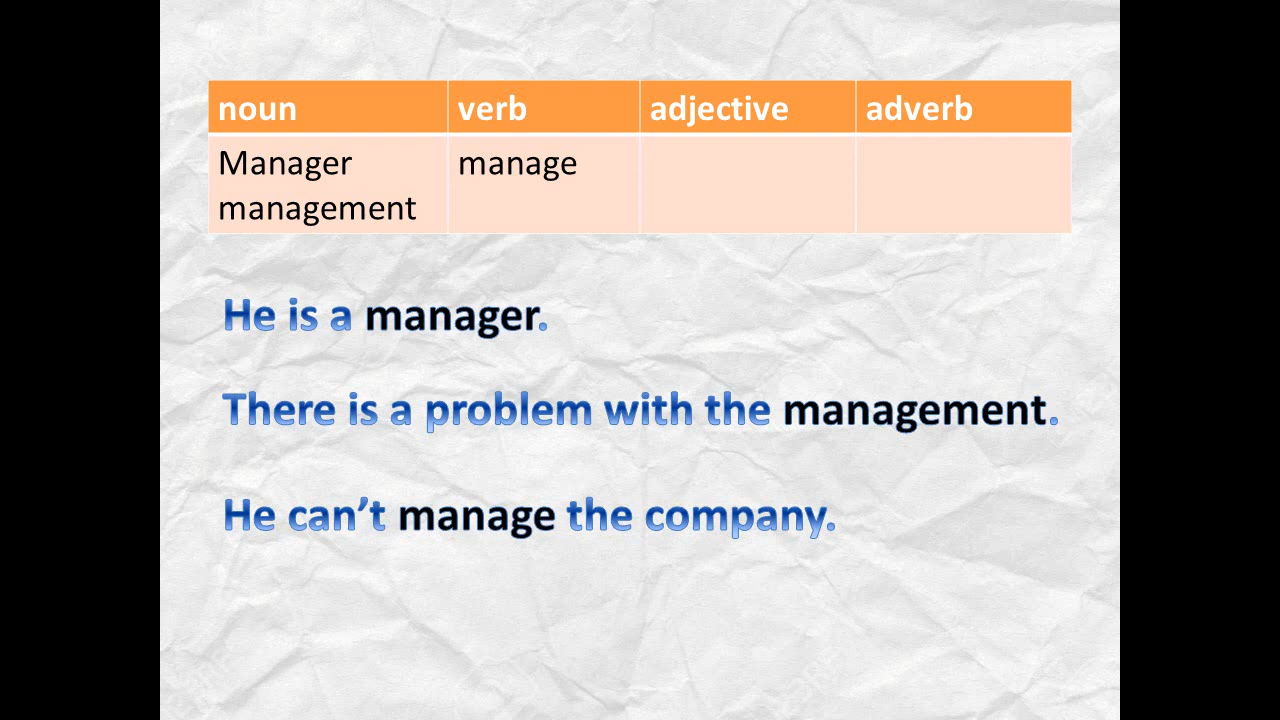 noun verb adjective adverb
Manager manage
management
He is a manager.
There is a problem with the management.
He can’t manage the company.